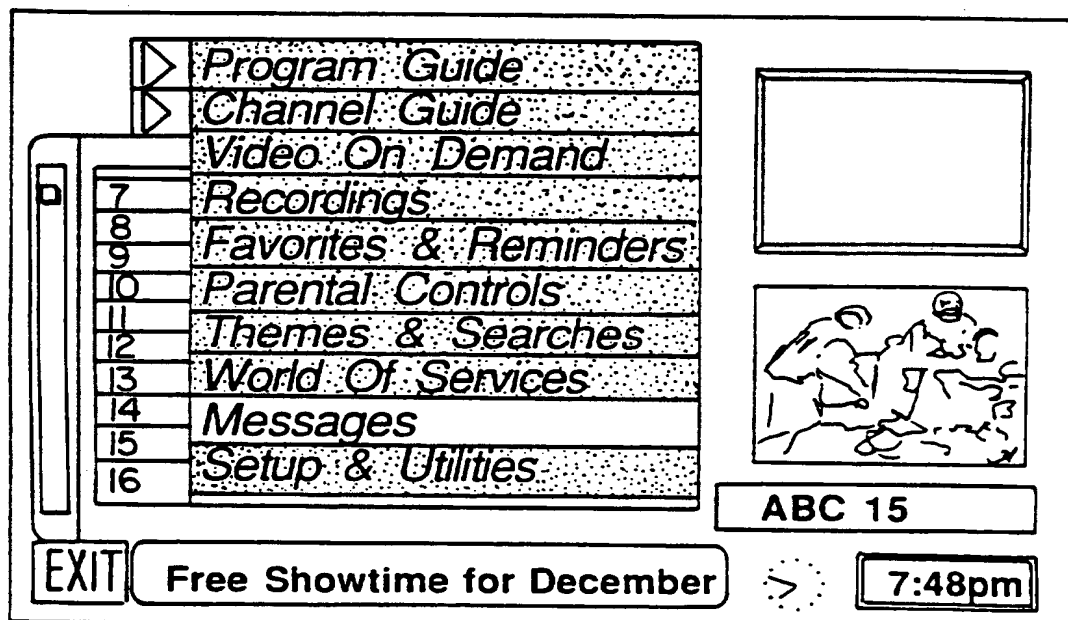 Program Guide
Channel Guide
Video On Demand
7 Recordings
8
9 Favorites & Reminders
10 Parental Controls
11
12 Themes & Searches
13 World Of Services
14 Messages
15
16 Setup & Utilities
ABC 15
EXIT Free Showtime for December 7:48pm